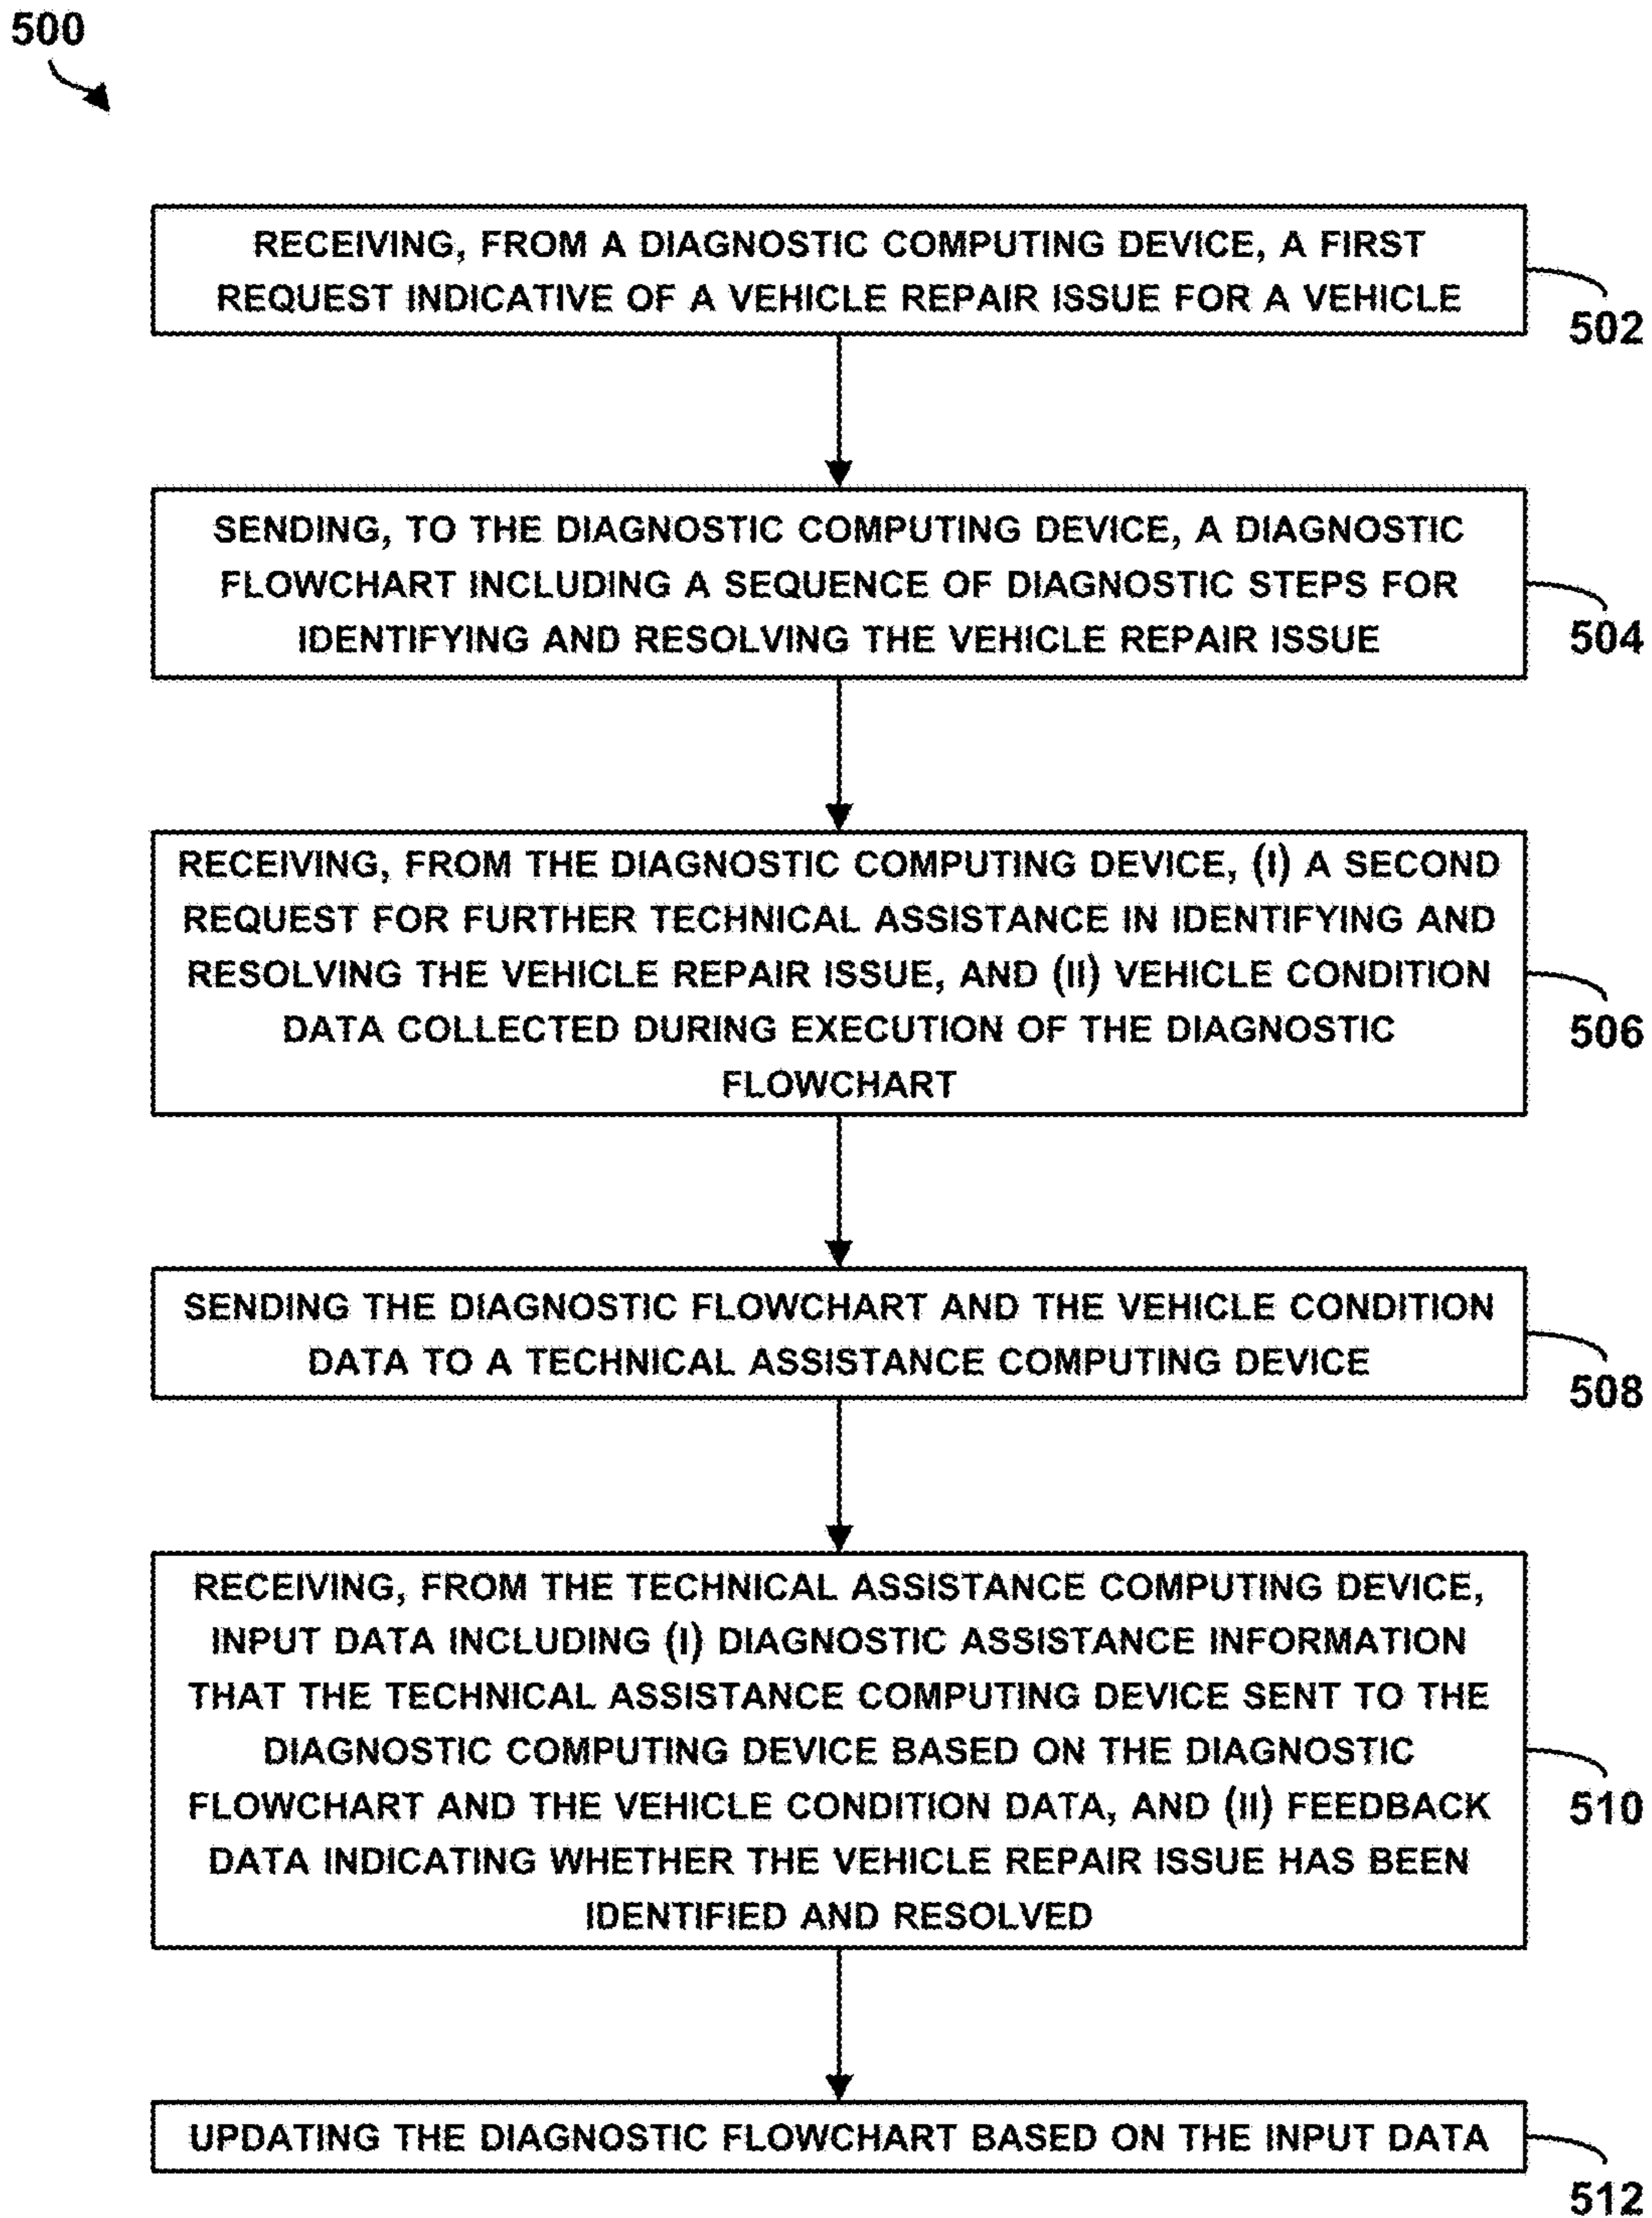 500
RECEIVING, FROM A DIAGNOSTIC COMPUTING DEVICE, A FIRST
REQUEST INDICATIVE OF A VEHICLE REPAIR ISSUE FOR A VEHICLE
502
SENDING, TO THE DIAGNOSTIC COMPUTING DEVICE, A DIAGNOSTIC
FLOWCHART INCLUDING A SEQUENCE OF DIAGNOSTIC STEPS FOR
IDENTIFYING AND RESOLVING THE VEHICLE REPAIR ISSUE
504
RECEIVING, FROM THE DIAGNOSTIC COMPUTING DEVICE, (I) A SECOND
REQUEST FOR FURTHER TECHNICAL ASSISTANCE IN IDENTIFYING AND
RESOLVING THE VEHICLE REPAIR ISSUE, AND (II) VEHICLE CONDITION
DATA COLLECTED DURING EXECUTION OF THE DIAGNOSTIC
FLOWCHART
506
SENDING THE DIAGNOSTIC FLOWCHART AND THE VEHICLE CONDITION
DATA TO A TECHNICAL ASSISTANCE COMPUTING DEVICE
508
RECEIVING, FROM THE TECHNICAL ASSISTANCE COMPUTING DEVICE,
INPUT DATA INCLUDING (I) DIAGNOSTIC ASSISTANCE INFORMATION
THAT THE TECHNICAL ASSISTANCE COMPUTING DEVICE SENT TO THE
DIAGNOSTIC COMPUTING DEVICE BASED ON THE DIAGNOSTIC
FLOWCHART AND THE VEHICLE CONDITION DATA, AND (II) FEEDBACK
DATA INDICATING WHETHER THE VEHICLE REPAIR ISSUE HAS BEEN
IDENTIFIED AND RESOLVED
510
UPDATING THE DIAGNOSTIC FLOWCHART BASED ON THE INPUT DATA
512